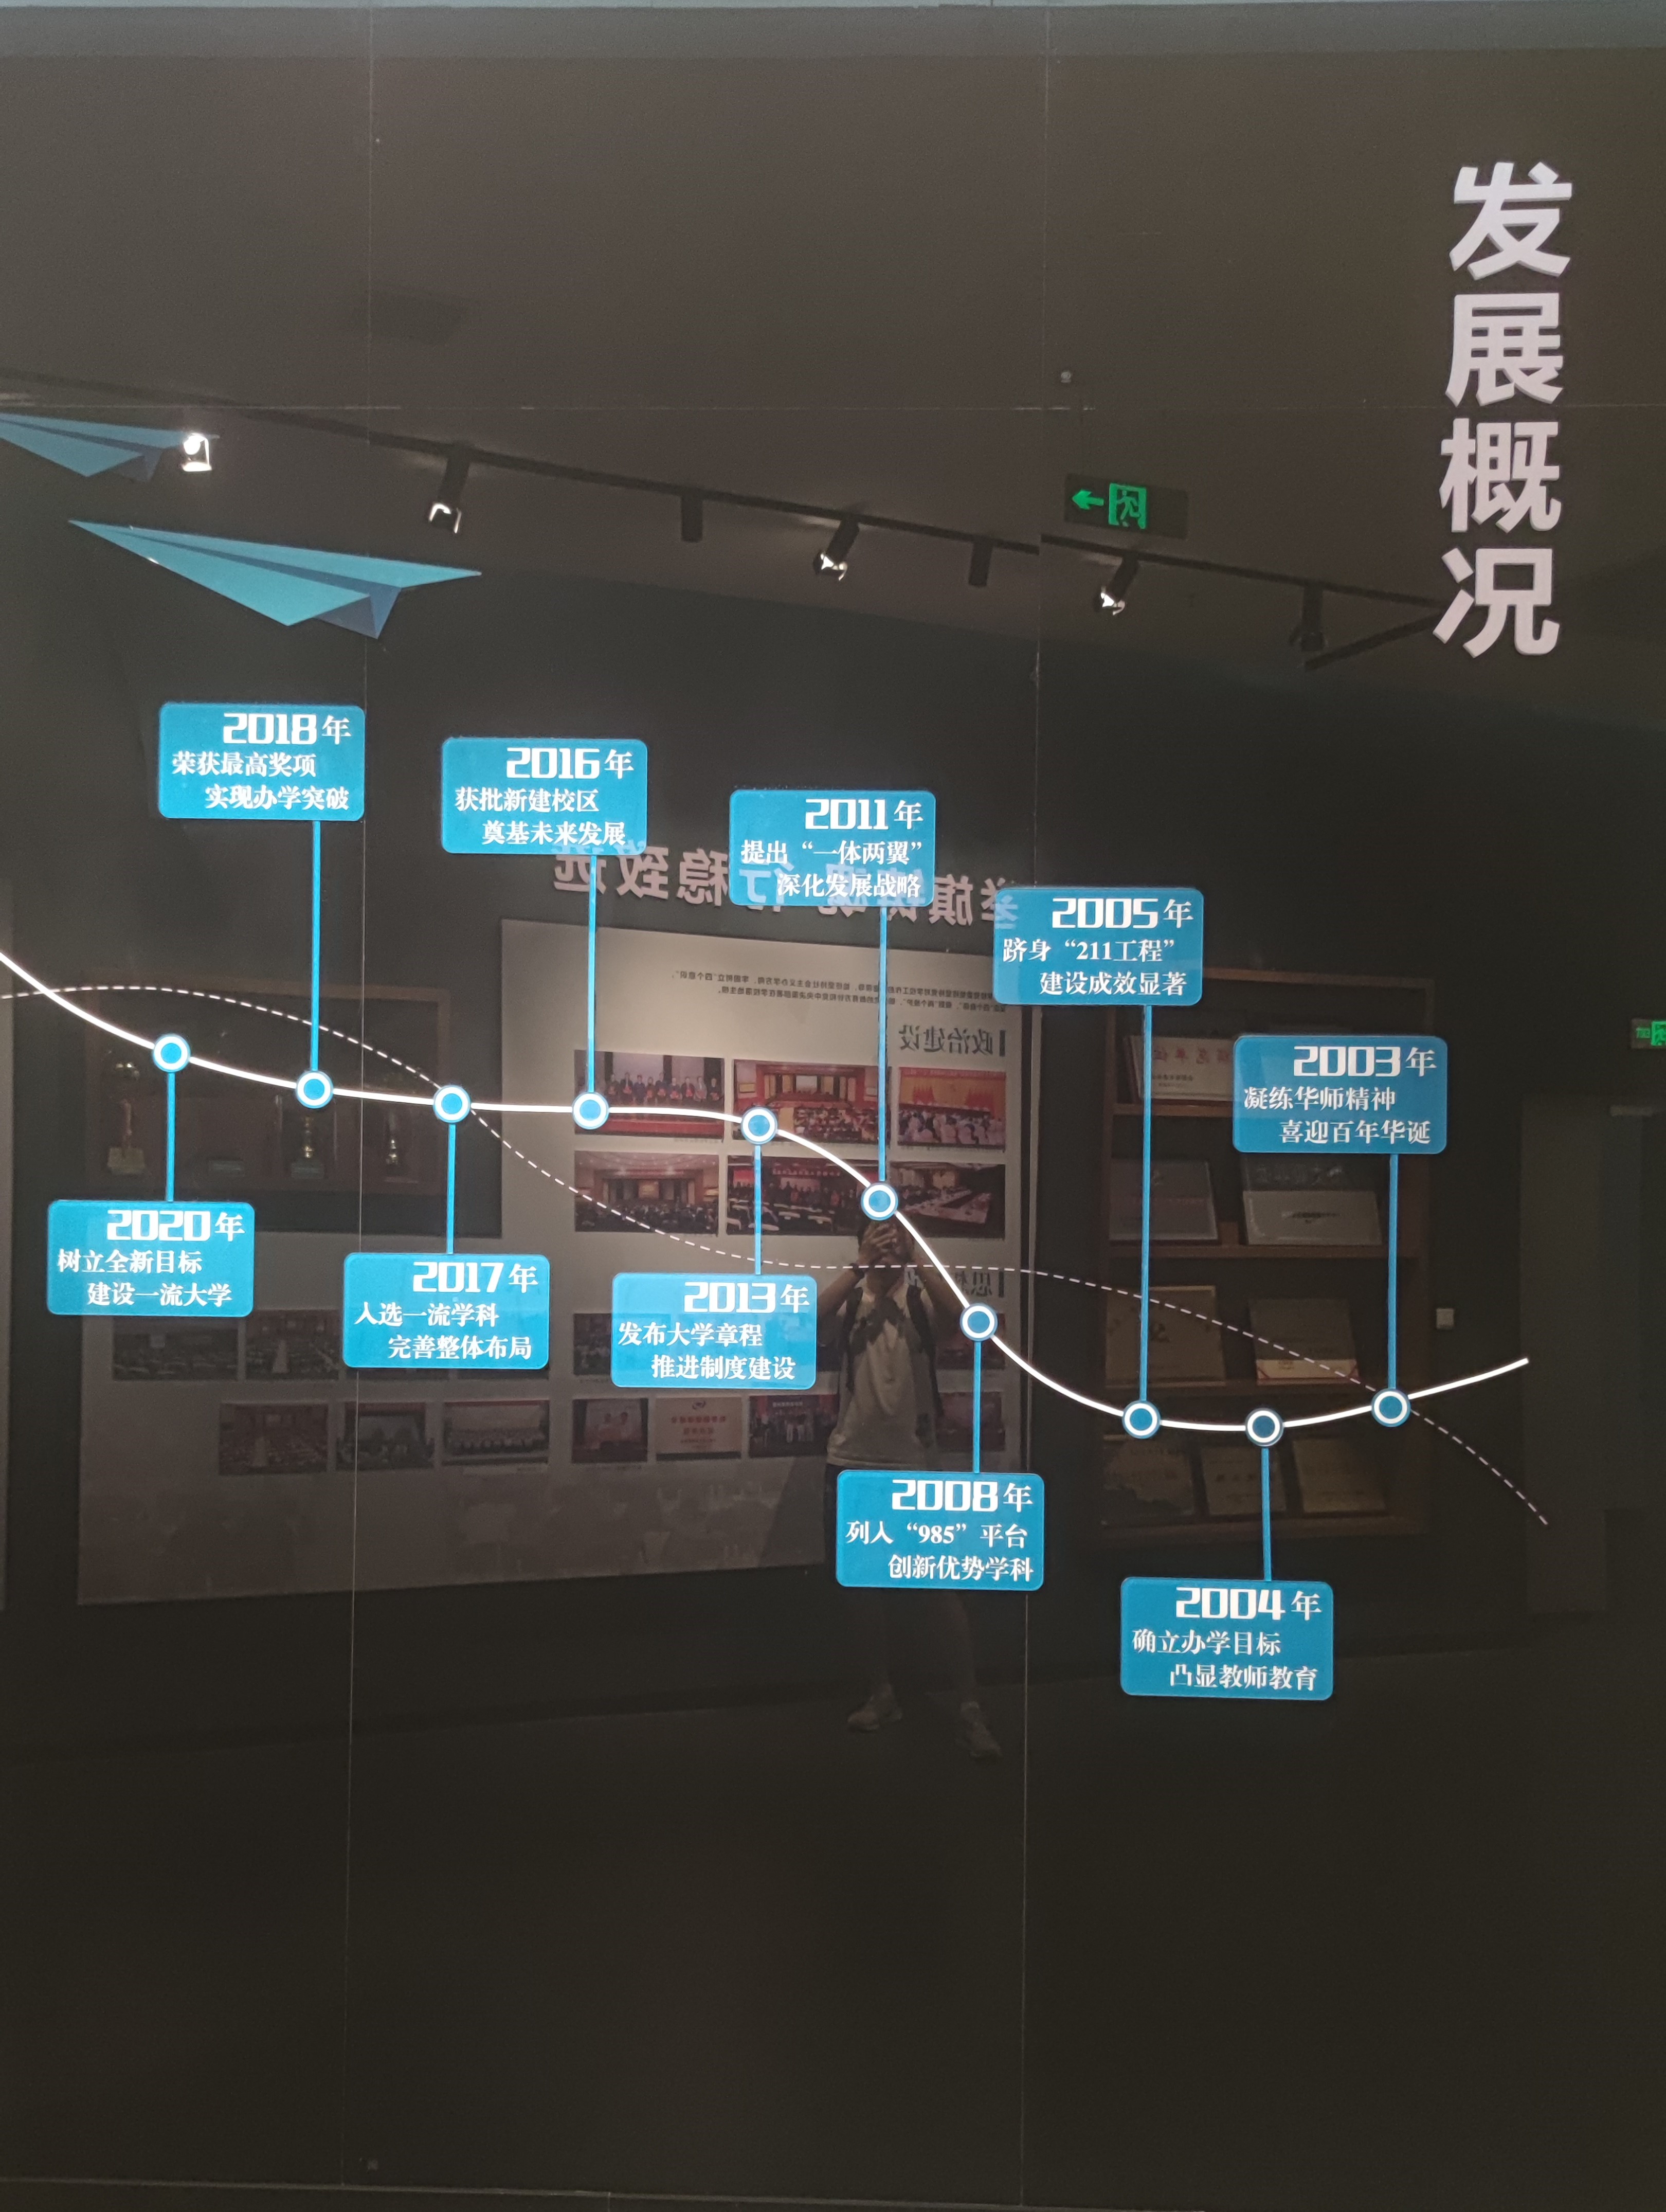 发展概况
2003年
凝练华师精神
喜迎百年华诞
2004年
确立办学目标
凸显教师教育
2005年
跻身“211工程”
建设成效显著
2008年
列入“985”平台
创新优势学科
2011年
提出“一体两翼”
深化发展战略
2013年
发布大学章程
推进制度建设
2016年
获批新建校区
奠基未来发展
2017年
入选一流学科
完善整体布局
2018年
荣获最高奖项
实现办学突破
2020年
树立全新目标
建设一流大学
行稳致远
政治建设